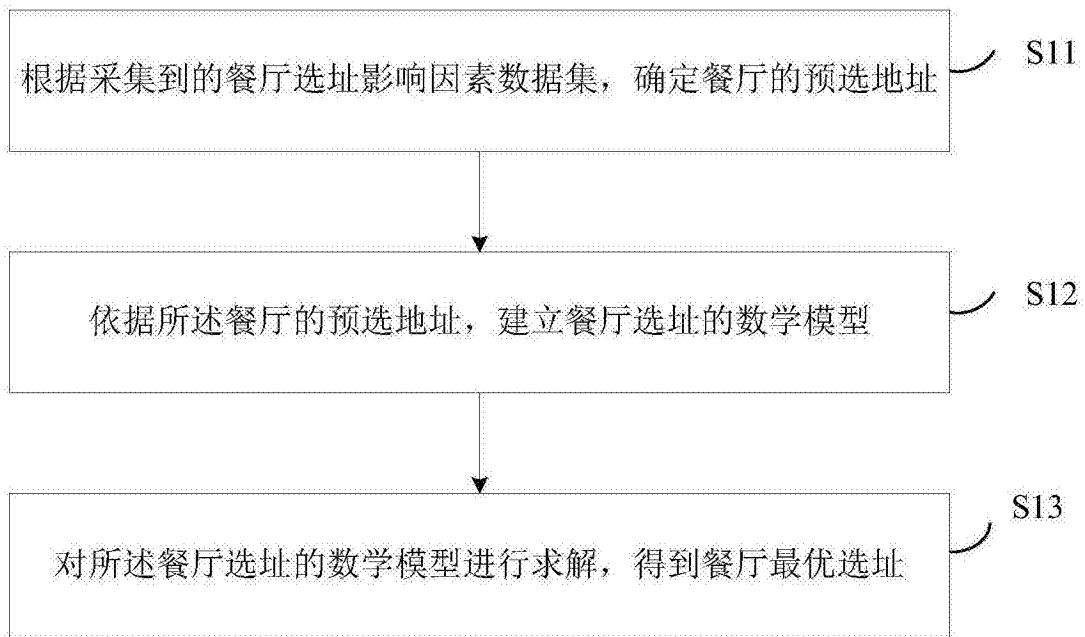 根据采集到的餐厅选址影响因素数据集，确定餐厅的预选地址
S11
依据所述餐厅的预选地址，建立餐厅选址的数学模型
S12
对所述餐厅选址的数学模型进行求解，得到餐厅最优选址
S13